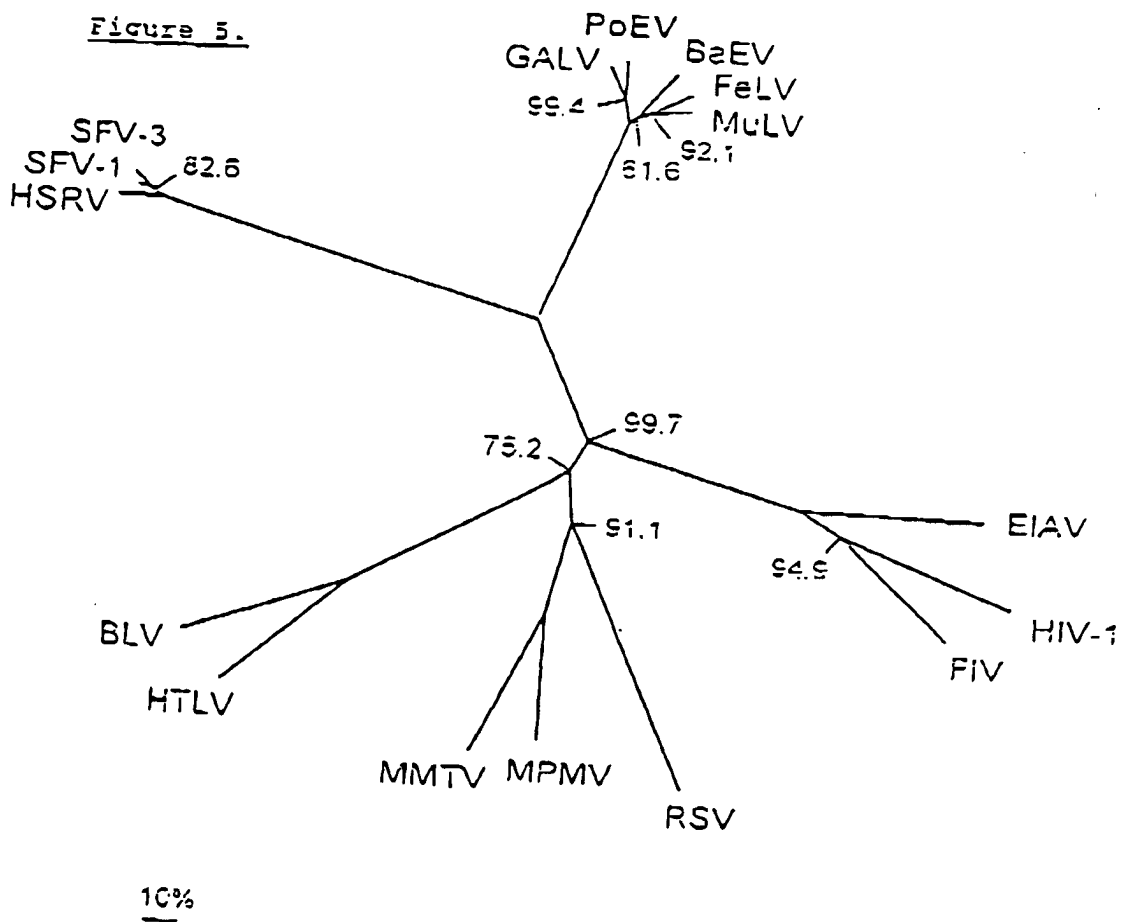 Figure 5.
PoEV
GALV
BaEV
FeLV
MuLV
99.4
92.1
61.6
SFV-3
SFV-1
82.6
HSRV
99.7
75.2
91.1
EIAV
94.9
HIV-1
FIV
BLV
HTLV
MMTV
MPMV
RSV
10%